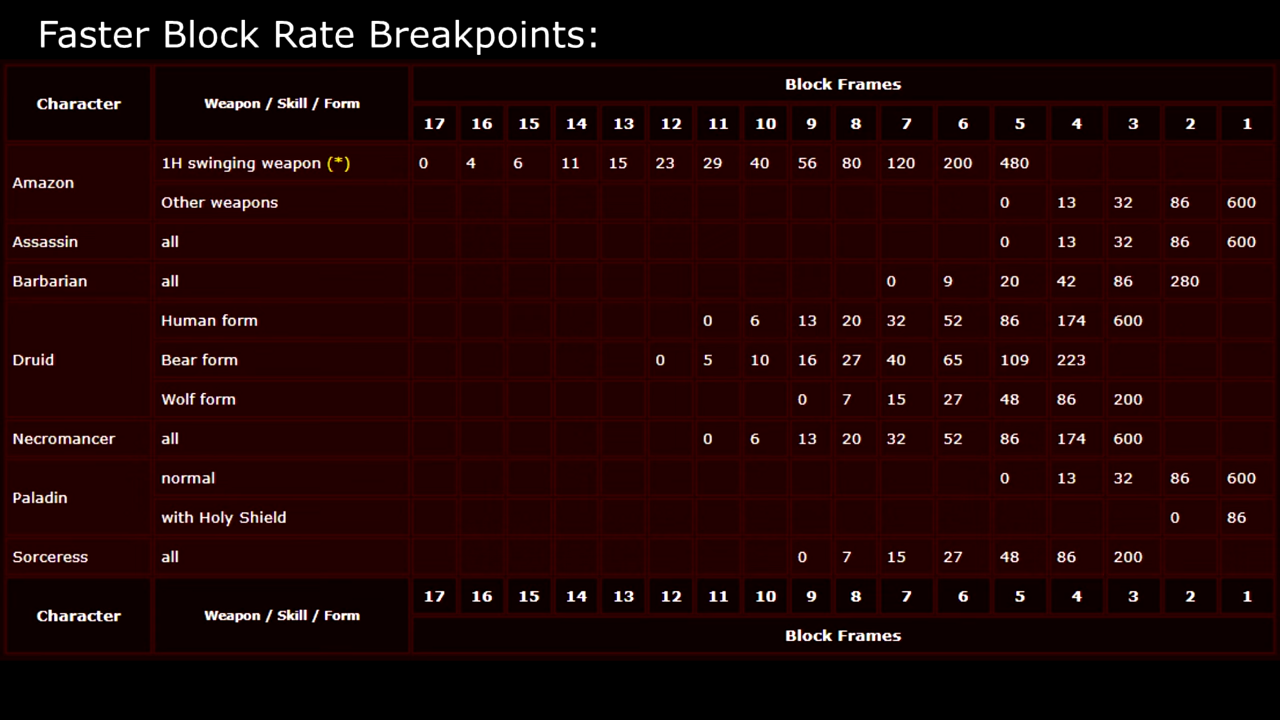 Faster Block Rate Breakpoints:
Character Weapon / Skill / Form Block Frames
17 16 15 14 13 12 11 10 9 8 7 6 5 4 3 2 1
Amazon 1H swinging weapon (*) 0 4 6 11 15 23 29 40 56 80 120 200 480
Other weapons 0 13 32 86 600
Assassin all 0 13 32 86 600
Barbarian all 0 9 20 42 86 280
Druid Human form 0 6 13 20 32 52 86 174 600
Bear form 0 5 10 16 27 40 65 109 223
Wolf form 0 7 15 27 48 86 200
Necromancer all 0 6 13 20 32 52 86 174 600
Paladin normal 0 13 32 86 600
with Holy Shield 0 86
Sorceress all 0 7 15 27 48 86 200
Character Weapon / Skill / Form 17 16 15 14 13 12 11 10 9 8 7 6 5 4 3 2 1
Block Frames